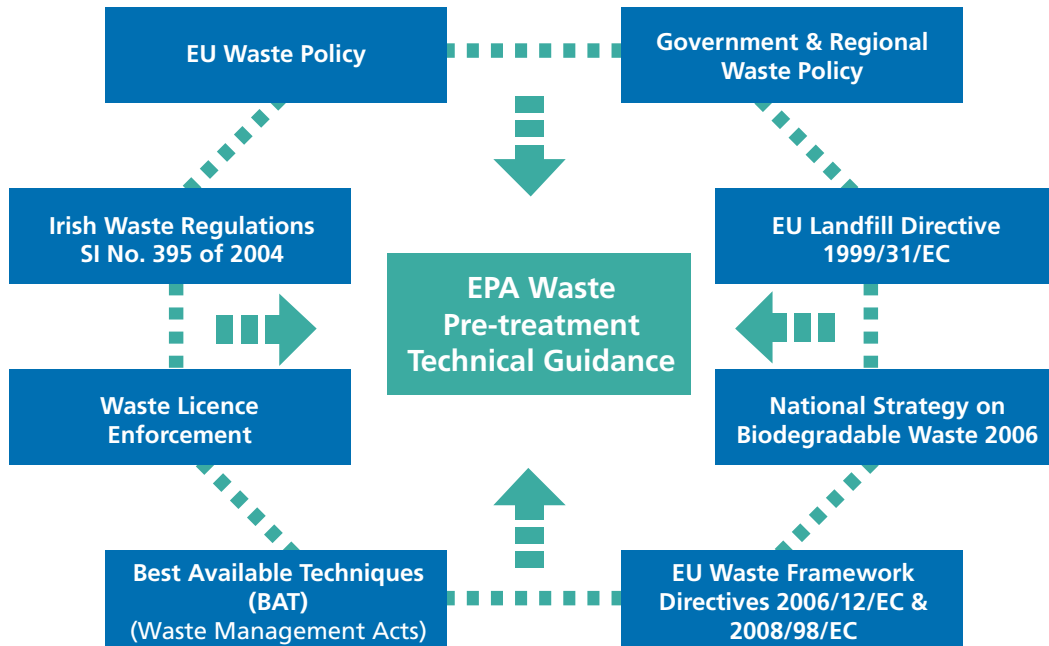 EU Waste Policy
Government & Regional
Waste Policy
Irish Waste Regulations
SI No. 395 of 2004
EU Landfill Directive
1999/31/EC
EPA Waste
Pre-treatment
Technical Guidance
Waste Licence
Enforcement
National Strategy on
Biodegradable Waste 2006
Best Available Techniques
(BAT)
(Waste Management Acts)
EU Waste Framework
Directives 2006/12/EC &
2008/98/EC